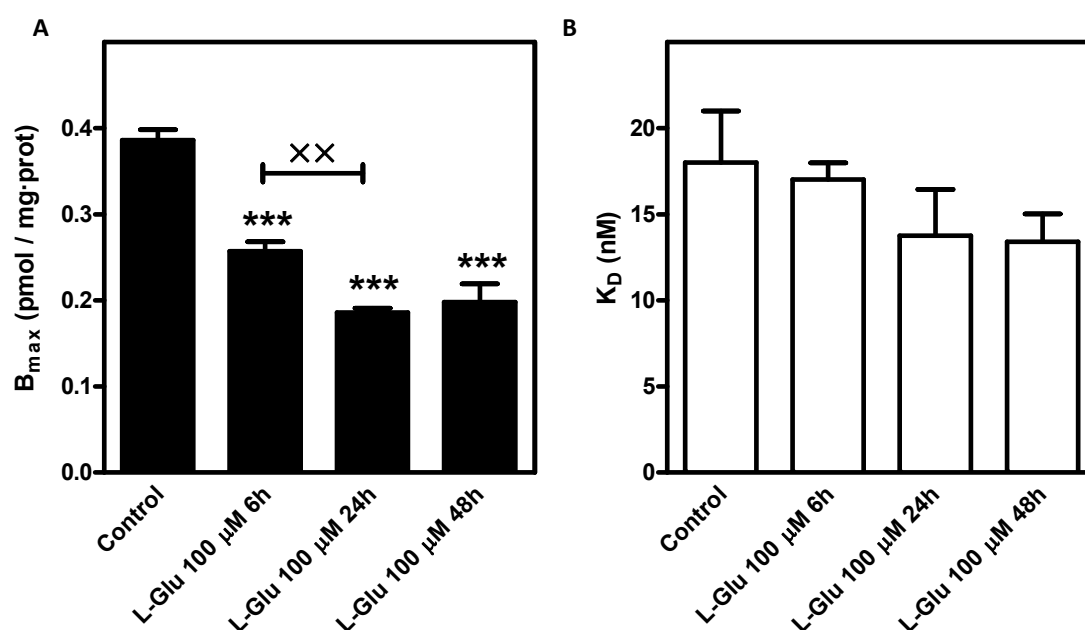 A
B_max (pmol / mg·prot)
0.4
0.3
0.2
0.1
0.0
××
***
***
***
Control
L-Glu 100 μM 6h
L-Glu 100 μM 24h
L-Glu 100 μM 48h
B
K_D (nM)
20
15
10
5
0
Control
L-Glu 100 μM 6h
L-Glu 100 μM 24h
L-Glu 100 μM 48h